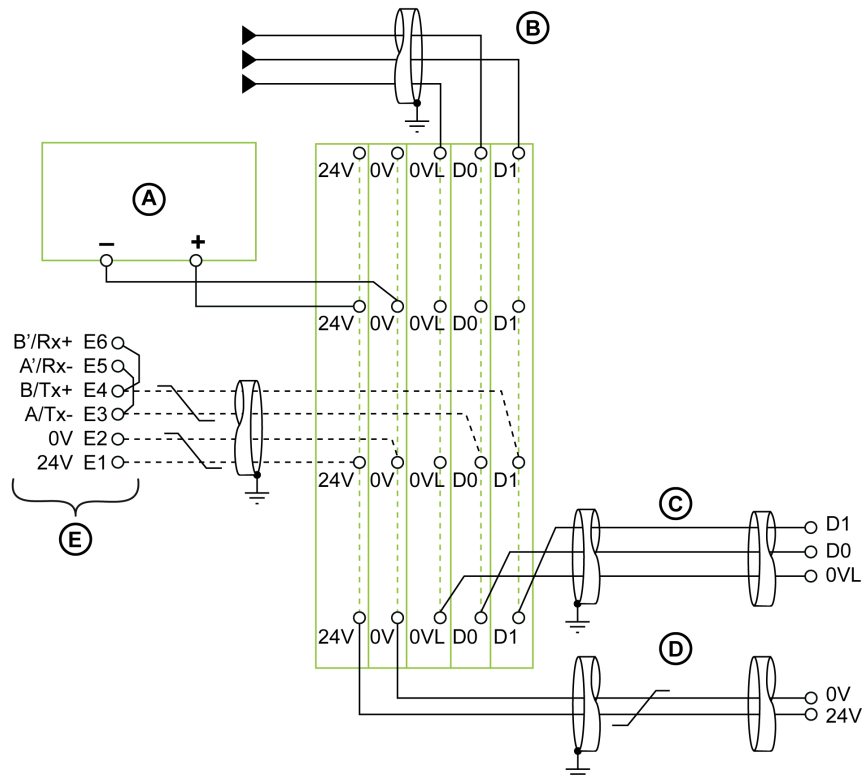 B
24V 0V 0VL D0 D1
A
– +
24V 0V 0VL D0 D1
B’/Rx+ E6
A’/Rx- E5
B/Tx+ E4
A/Tx- E3
0V E2
24V E1
24V 0V 0VL D0 D1
E
C
D1
D0
0VL
24V 0V 0VL D0 D1
D
0V
24V